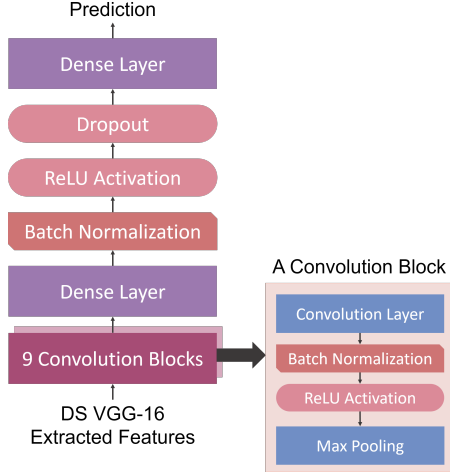 Prediction
Dense Layer
Dropout
ReLU Activation
Batch Normalization
Dense Layer
9 Convolution Blocks
DS VGG-16
Extracted Features
A Convolution Block
Convolution Layer
Batch Normalization
ReLU Activation
Max Pooling